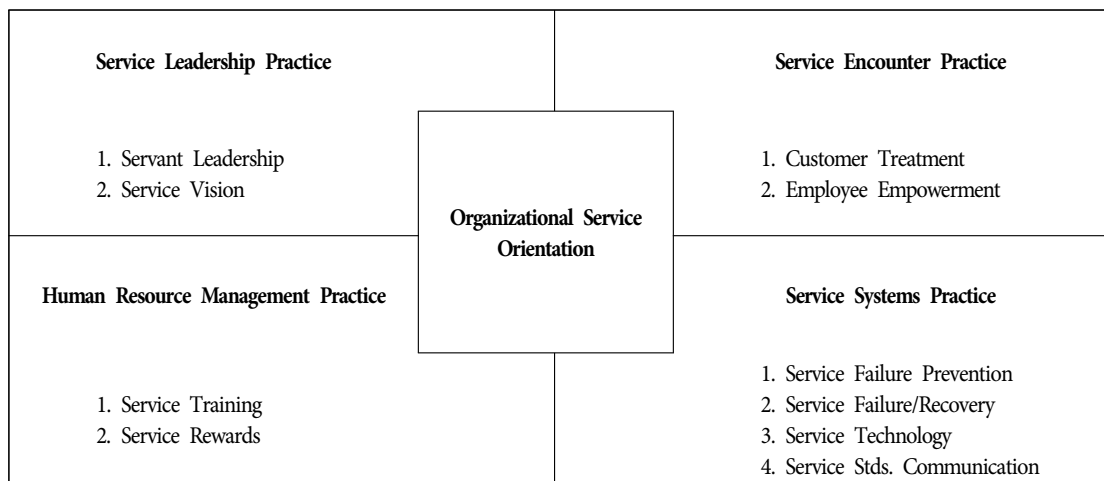 Service Leadership Practice
1. Servant Leadership
2. Service Vision
Service Encounter Practice
1. Customer Treatment
2. Employee Empowerment
Organizational Service
Orientation
Human Resource Management Practice
1. Service Training
2. Service Rewards
Service Systems Practice
1. Service Failure Prevention
2. Service Failure/Recovery
3. Service Technology
4. Service Stds. Communication